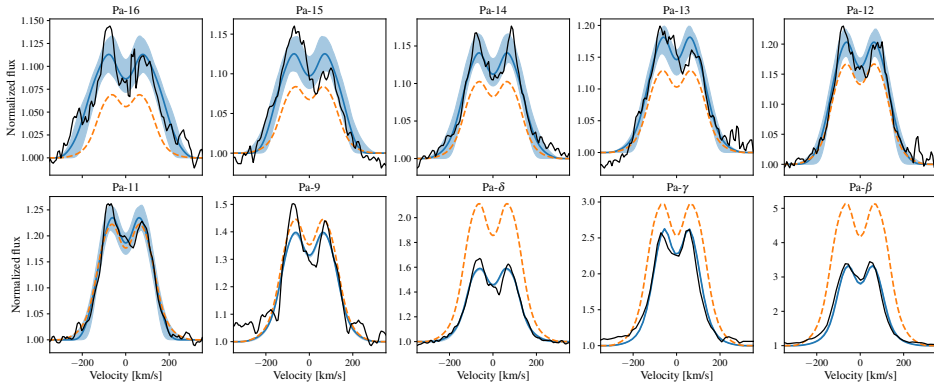 Pa-16 Pa-15 Pa-14 Pa-13 Pa-12
1.150 1.125 1.100 1.075 1.050 1.025 1.000
1.15 1.10 1.05 1.00
1.15 1.10 1.05 1.00
1.20 1.15 1.10 1.05 1.00
1.20 1.15 1.10 1.05 1.00
Normalized flux
Pa-11 Pa-9 Pa-δ Pa-γ Pa-β
1.25 1.20 1.15 1.10 1.05 1.00
1.5 1.4 1.3 1.2 1.1 1.0
2.0 1.8 1.6 1.4 1.2 1.0
3.0 2.5 2.0 1.5 1.0
5 4 3 2 1
Normalized flux
−200 0 200 −200 0 200 −200 0 200 −200 0 200 −200 0 200
Velocity [km/s] Velocity [km/s] Velocity [km/s] Velocity [km/s] Velocity [km/s]